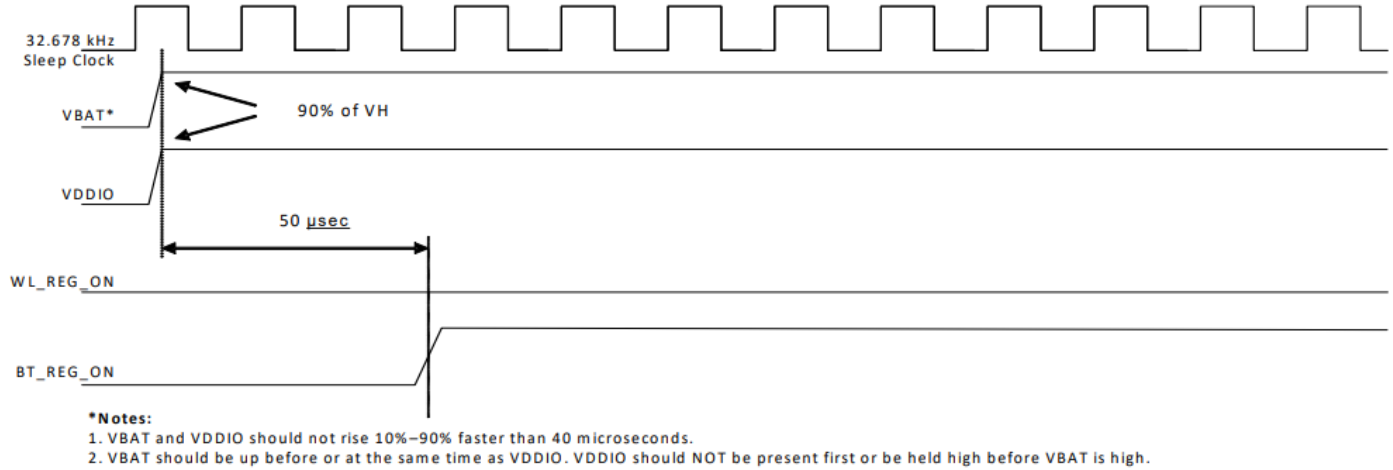 32.678 kHz
Sleep Clock
VBAT*
90% of VH
VDDIO
50 µsec
WL_REG_ON
BT_REG_ON
*Notes:
1. VBAT and VDDIO should not rise 10%–90% faster than 40 microseconds.
2. VBAT should be up before or at the same time as VDDIO. VDDIO should NOT be present first or be held high before VBAT is high.